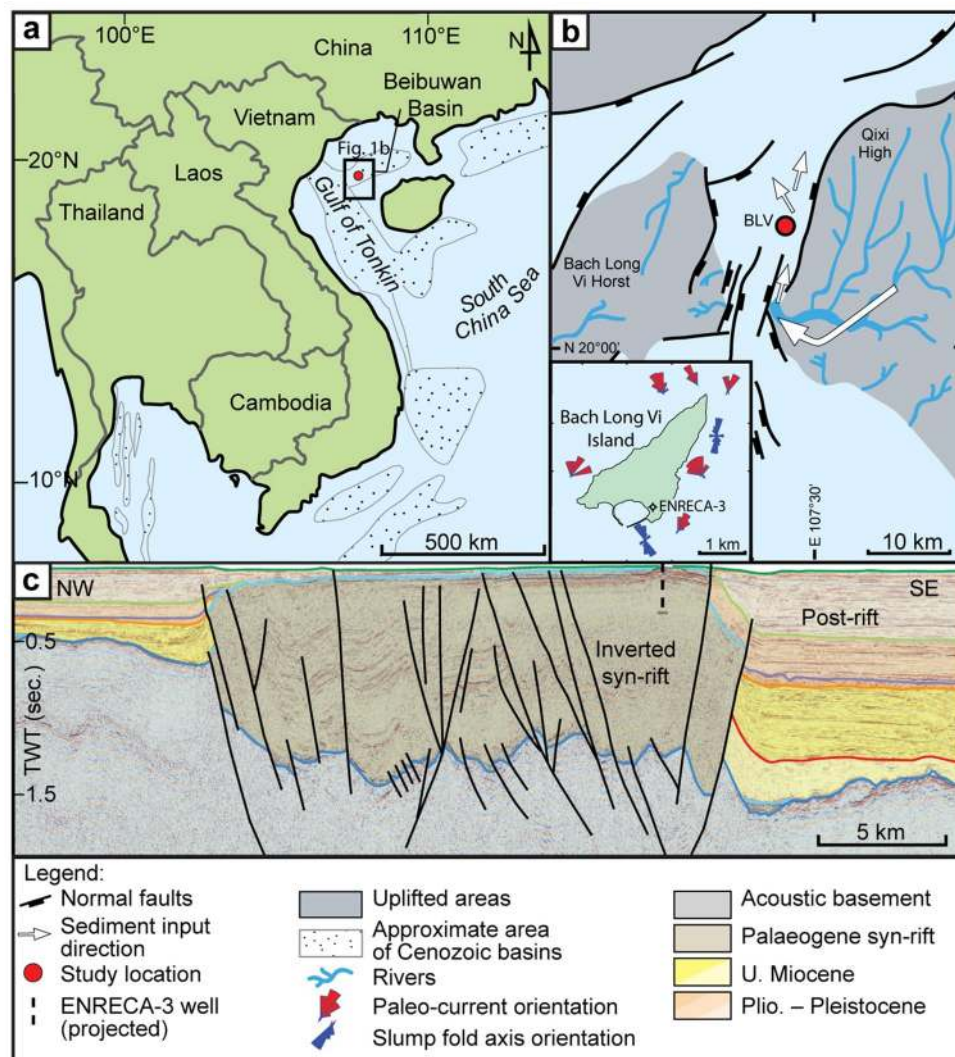 a
100°E
110°E
N
China
Beibuwan
Basin
Vietnam
Fig. 1b
20°N
Laos
Gulf of Tonkin
Thailand
South
China Sea
Cambodia
10°N
500 km
b
Qixi
High
BLV
Bach Long
Vi Horst
N 20°00'
Bach Long Vi
Island
ENRECA-3
1 km
E 107°30'
10 km
c
NW
SE
Post-rift
0.5
Inverted
syn-rift
TWT (sec.)
1.5
5 km
Legend:
Normal faults
Sediment input
direction
Study location
ENRECA-3 well
(projected)
Uplifted areas
Approximate area
of Cenozoic basins
Rivers
Paleo-current orientation
Slump fold axis orientation
Acoustic basement
Palaeogene syn-rift
U. Miocene
Plio. – Pleistocene